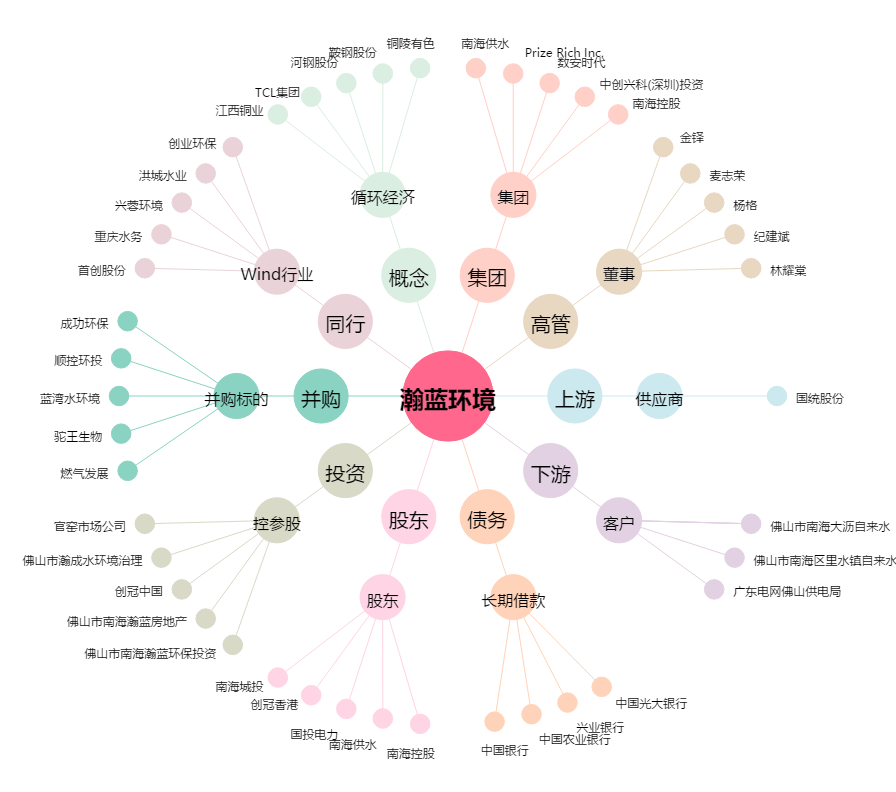 铜陵有色
南海供水
鞍钢股份
Prize Rich Inc.
河钢股份
数安时代
TCL集团
中创兴科(深圳)投资
江西铜业
南海控股
创业环保
金铎
洪城水业
麦志荣
循环经济
集团
兴蓉环境
杨格
重庆水务
纪建斌
首创股份
Wind行业
概念
集团
董事
林耀棠
成功环保
同行
高管
顺控环投
蓝湾水环境
并购标的
并购
瀚蓝环境
上游
供应商
国统股份
驼王生物
燃气发展
投资
下游
官窑市场公司
控参股
股东
债务
客户
佛山市南海大沥自来水
佛山市瀚成水环境治理
佛山市南海区里水镇自来水
创冠中国
广东电网佛山供电局
股东
长期借款
佛山市南海瀚蓝房地产
佛山市南海瀚蓝环保投资
南海城投
创冠香港
中国光大银行
国投电力
兴业银行
南海供水
中国农业银行
南海控股
中国银行